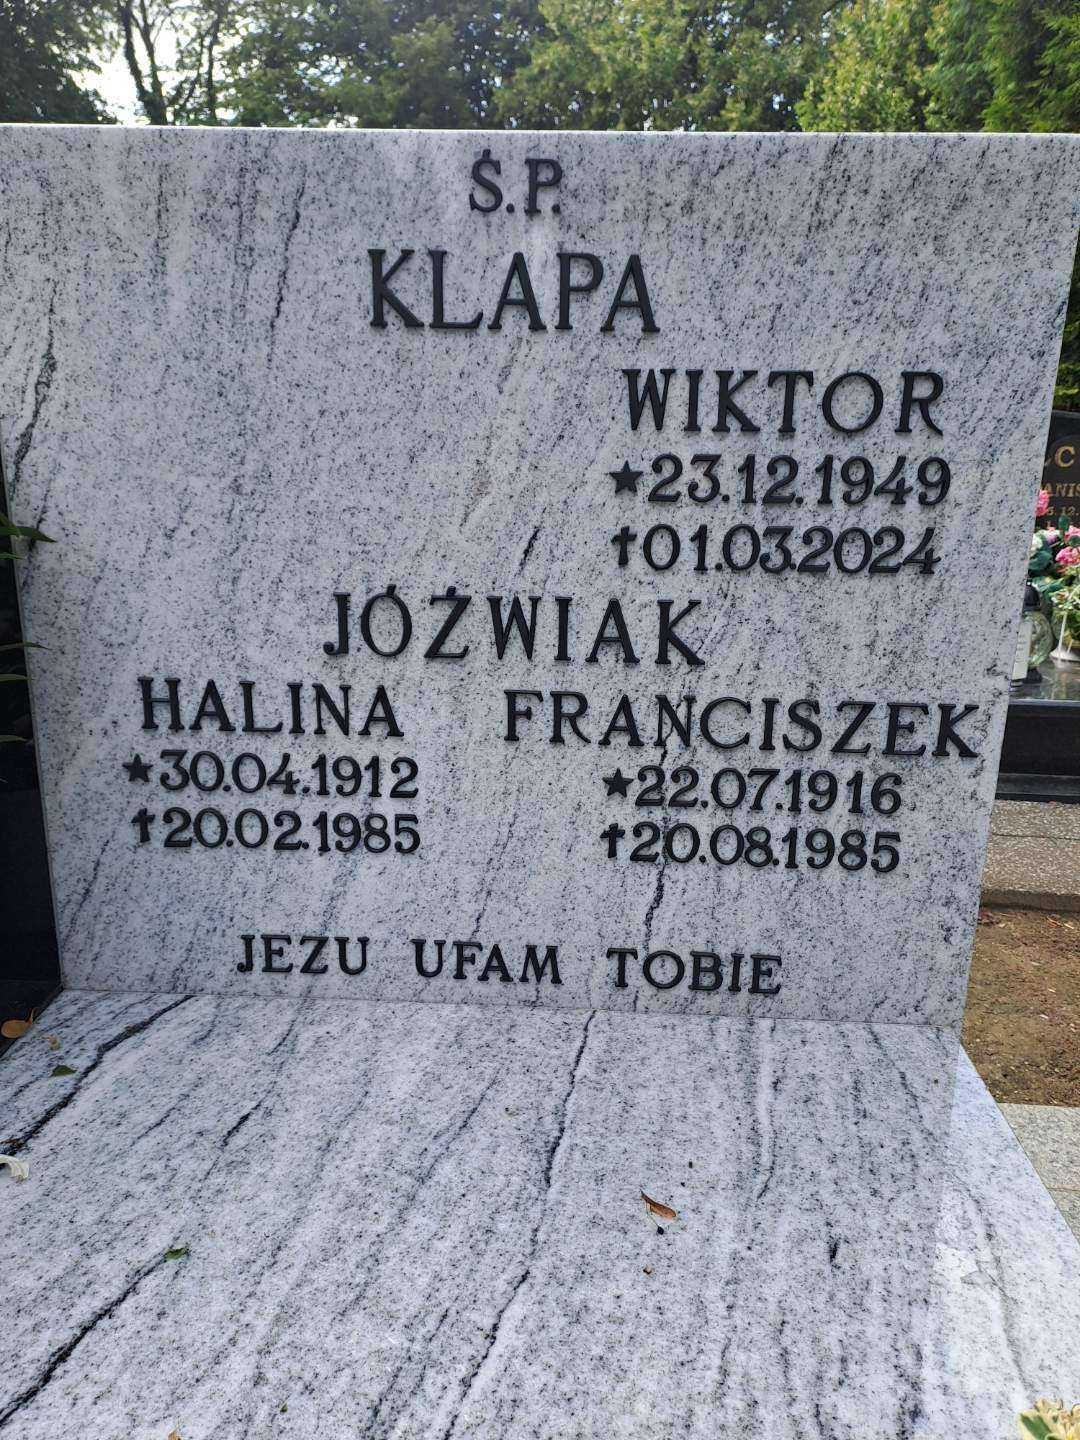 Ś.P.
KLAPA
WIKTOR
★23.12.1949
✝01.03.2024
JÓŹWIAK
HALINA FRANCISZEK
★30.04.1912 ★22.07.1916
✝20.02.1985 ✝20.08.1985
JEZU UFAM TOBIE